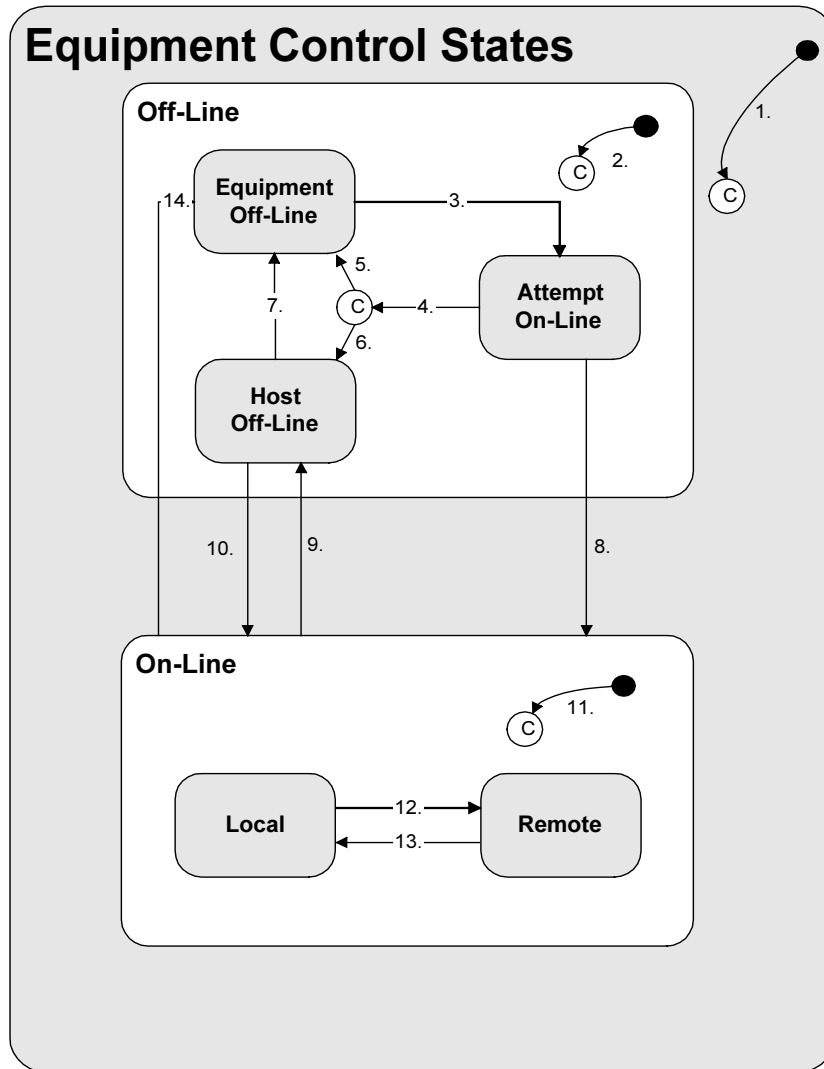 Equipment Control States
Off-Line
1.
2.
C
C
Equipment
Off-Line
14.
3.
5.
Attempt
On-Line
7.
C
4.
6.
Host
Off-Line
10.
9.
8.
On-Line
11.
C
Local
12.
Remote
13.